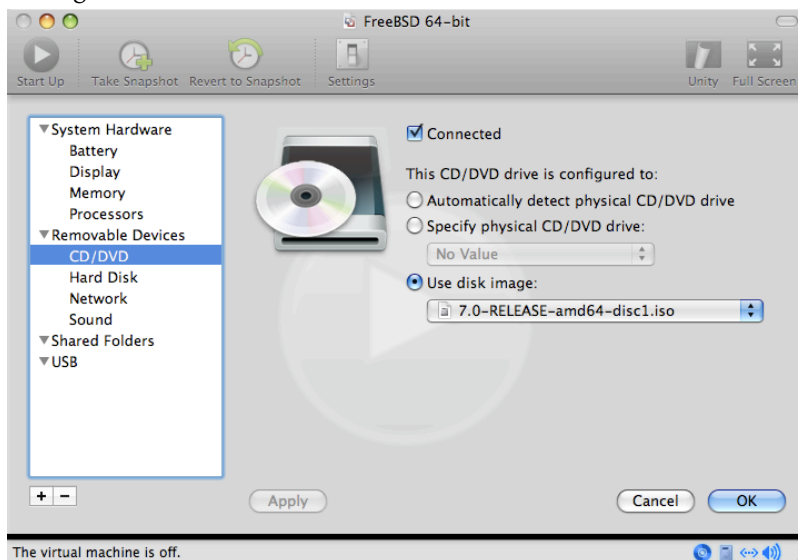 FreeBSD 64-bit
Start Up Take Snapshot Revert to Snapshot Settings Unity Full Screen
System Hardware
Battery
Display
Memory
Processors
Removable Devices
CD/DVD
Hard Disk
Network
Sound
Shared Folders
USB
Connected
This CD/DVD drive is configured to:
Automatically detect physical CD/DVD drive
Specify physical CD/DVD drive:
No Value
Use disk image:
7.0-RELEASE-amd64-disc1.iso
+ −
Apply Cancel OK
The virtual machine is off.